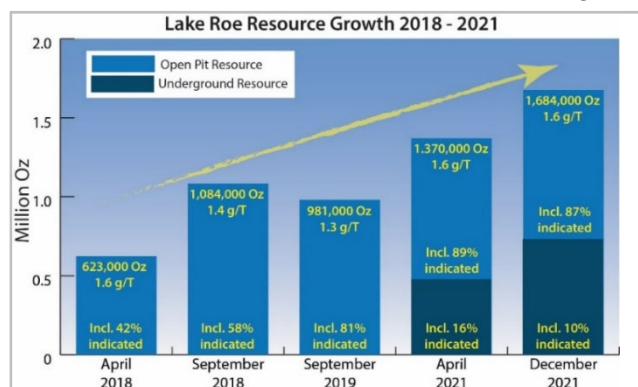 Lake Roe Resource Growth 2018 - 2021
Million Oz
2.0
1.5
1.0
0.5
0
Open Pit Resource
Underground Resource
623,000 Oz
1.6 g/T
Incl. 42%
indicated
1,084,000 Oz
1.4 g/T
Incl. 58%
indicated
981,000 Oz
1.3 g/T
Incl. 81%
indicated
1.370,000 Oz
1.6 g/T
Incl. 89%
indicated
Incl. 16%
indicated
1,684,000 Oz
1.6 g/T
Incl. 87%
indicated
Incl. 10%
indicated
April
2018
September
2018
September
2019
April
2021
December
2021